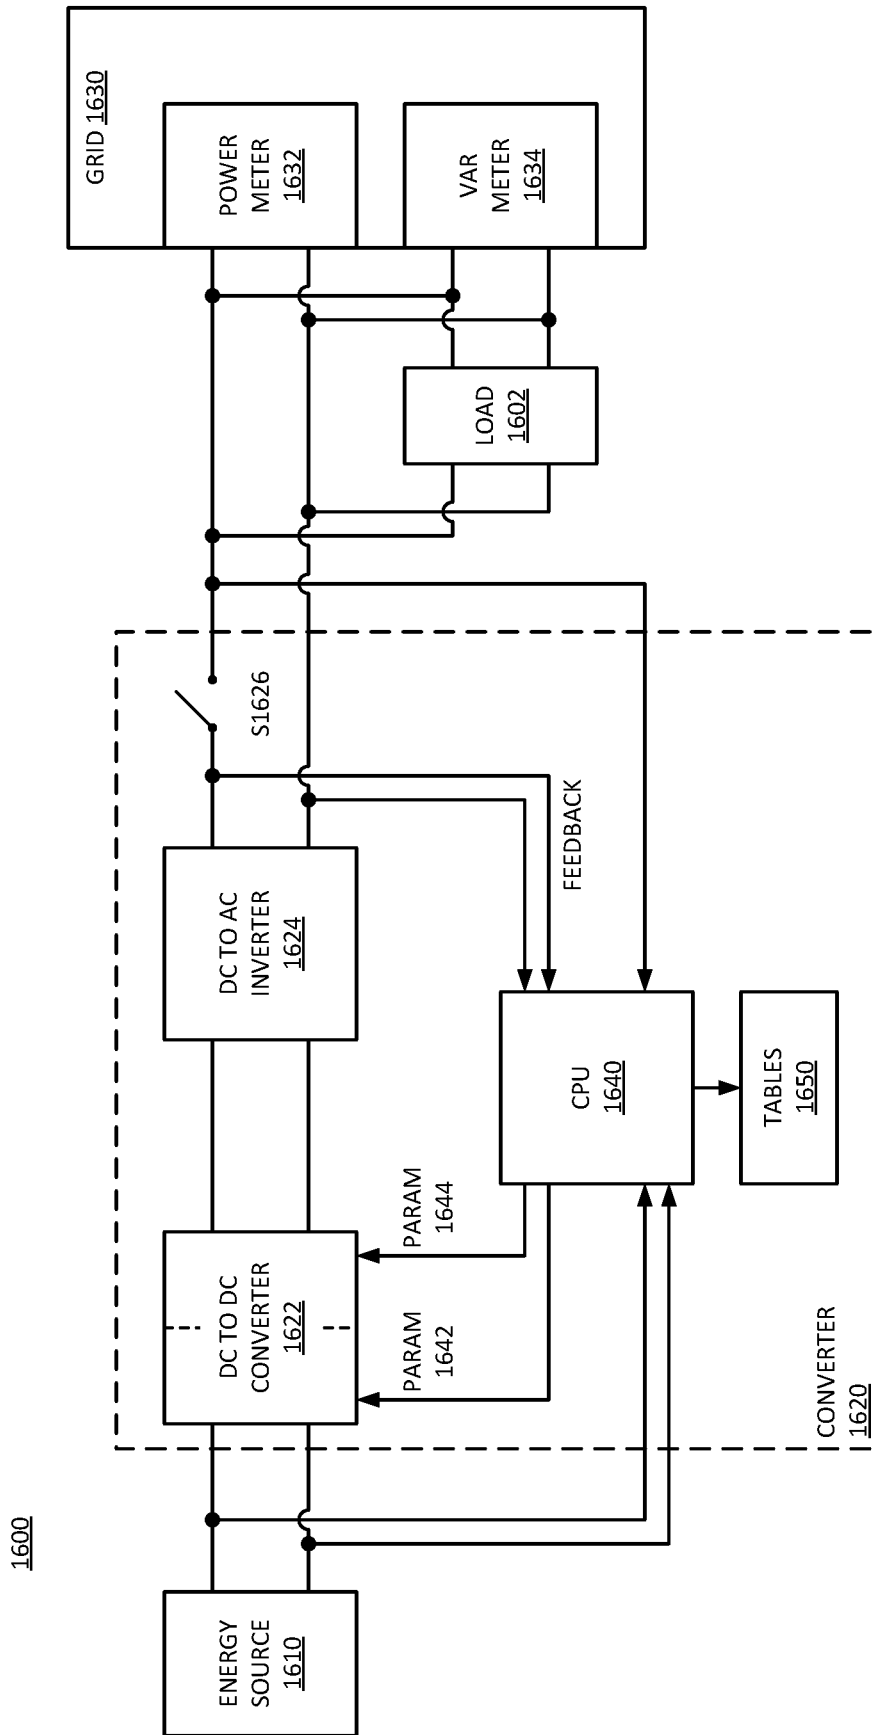 1600
ENERGY
SOURCE
1610
CONVERTER
1620
DC TO DC
CONVERTER
1622
PARAM
1642
PARAM
1644
DC TO AC
INVERTER
1624
S1626
FEEDBACK
CPU
1640
TABLES
1650
LOAD
1602
GRID 1630
POWER
METER
1632
VAR
METER
1634